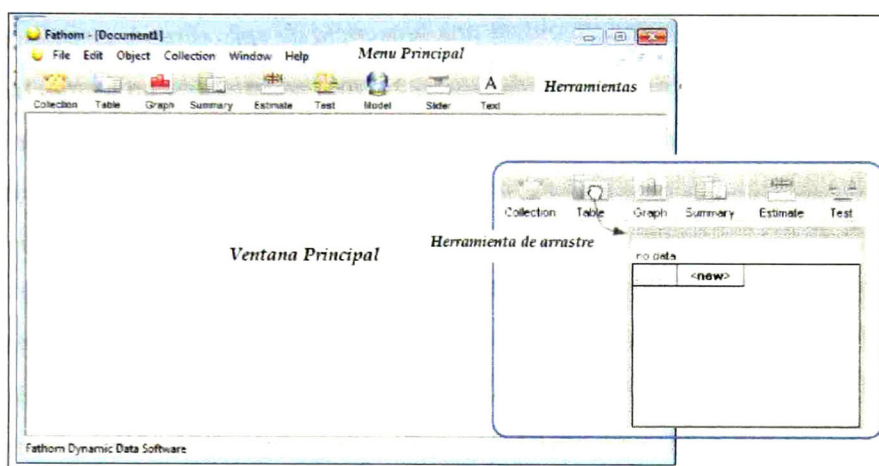 Fathom - [Document1]
File Edit Object Collection Window Help
Menu Principal
Collection Table Graph Summary Estimate Test Model Slider Text
A
Herramientas
Ventana Principal
Collection Table Graph Summary Estimate Test
Herramienta de arrastre
no data
<new>
Fathom Dynamic Data Software